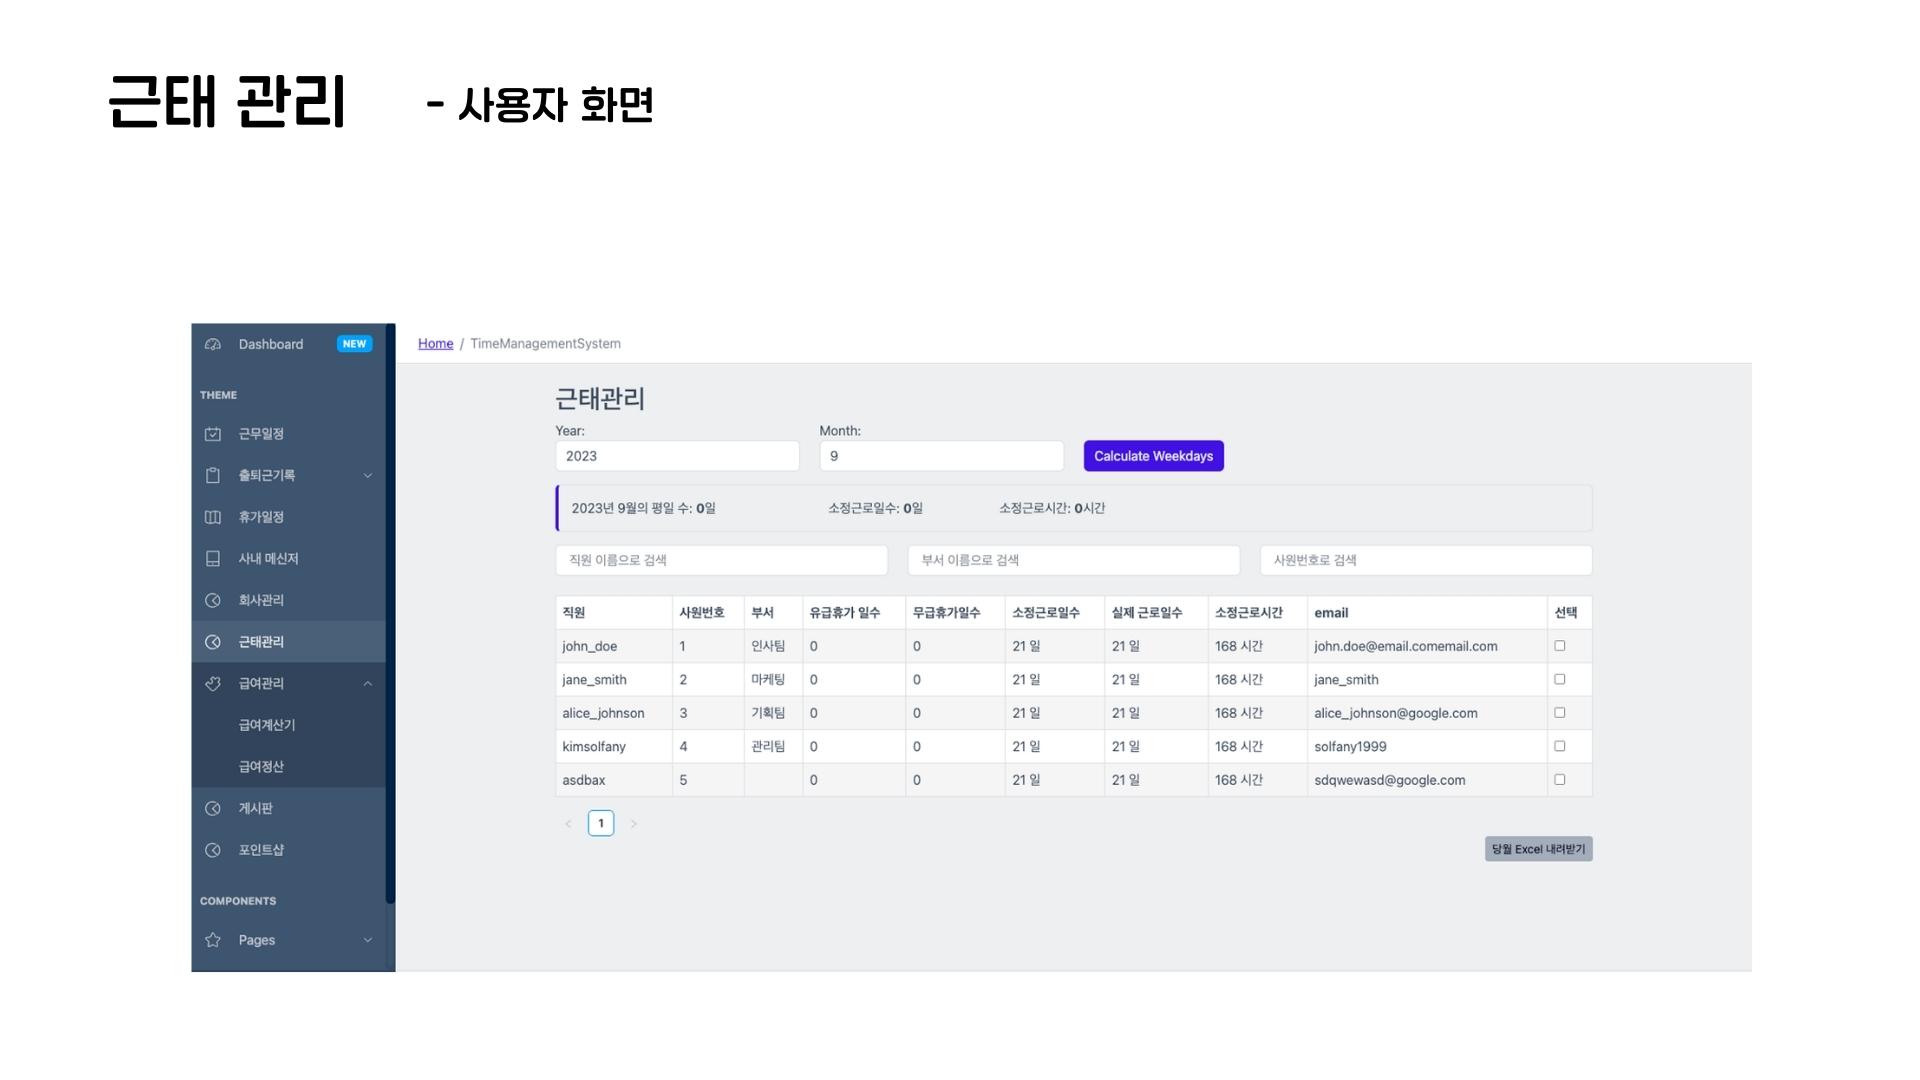 근태 관리 - 사용자 화면
Dashboard NEW
THEME
근무일정
출퇴근기록
휴가일정
사내 메신저
회사관리
근태관리
급여관리
급여계산기
급여정산
게시판
포인트샵
COMPONENTS
Pages
Home / TimeManagementSystem
근태관리
Year: Month:
2023 9 Calculate Weekdays
2023년 9월의 평일 수: 0일 소정근로일수: 0일 소정근로시간: 0시간
직원 이름으로 검색 부서 이름으로 검색 사원번호로 검색
직원 사원번호 부서 유급휴가 일수 무급휴가일수 소정근로일수 실제 근로일수 소정근로시간 email 선택
john_doe 1 인사팀 0 0 21 일 21 일 168 시간 john.doe@email.comemail.com
jane_smith 2 마케팅 0 0 21 일 21 일 168 시간 jane_smith
alice_johnson 3 기획팀 0 0 21 일 21 일 168 시간 alice_johnson@google.com
kimsolfany 4 관리팀 0 0 21 일 21 일 168 시간 solfany1999
asdbax 5 0 0 21 일 21 일 168 시간 sdqwewasd@google.com
< 1 >
당월 Excel 내려받기